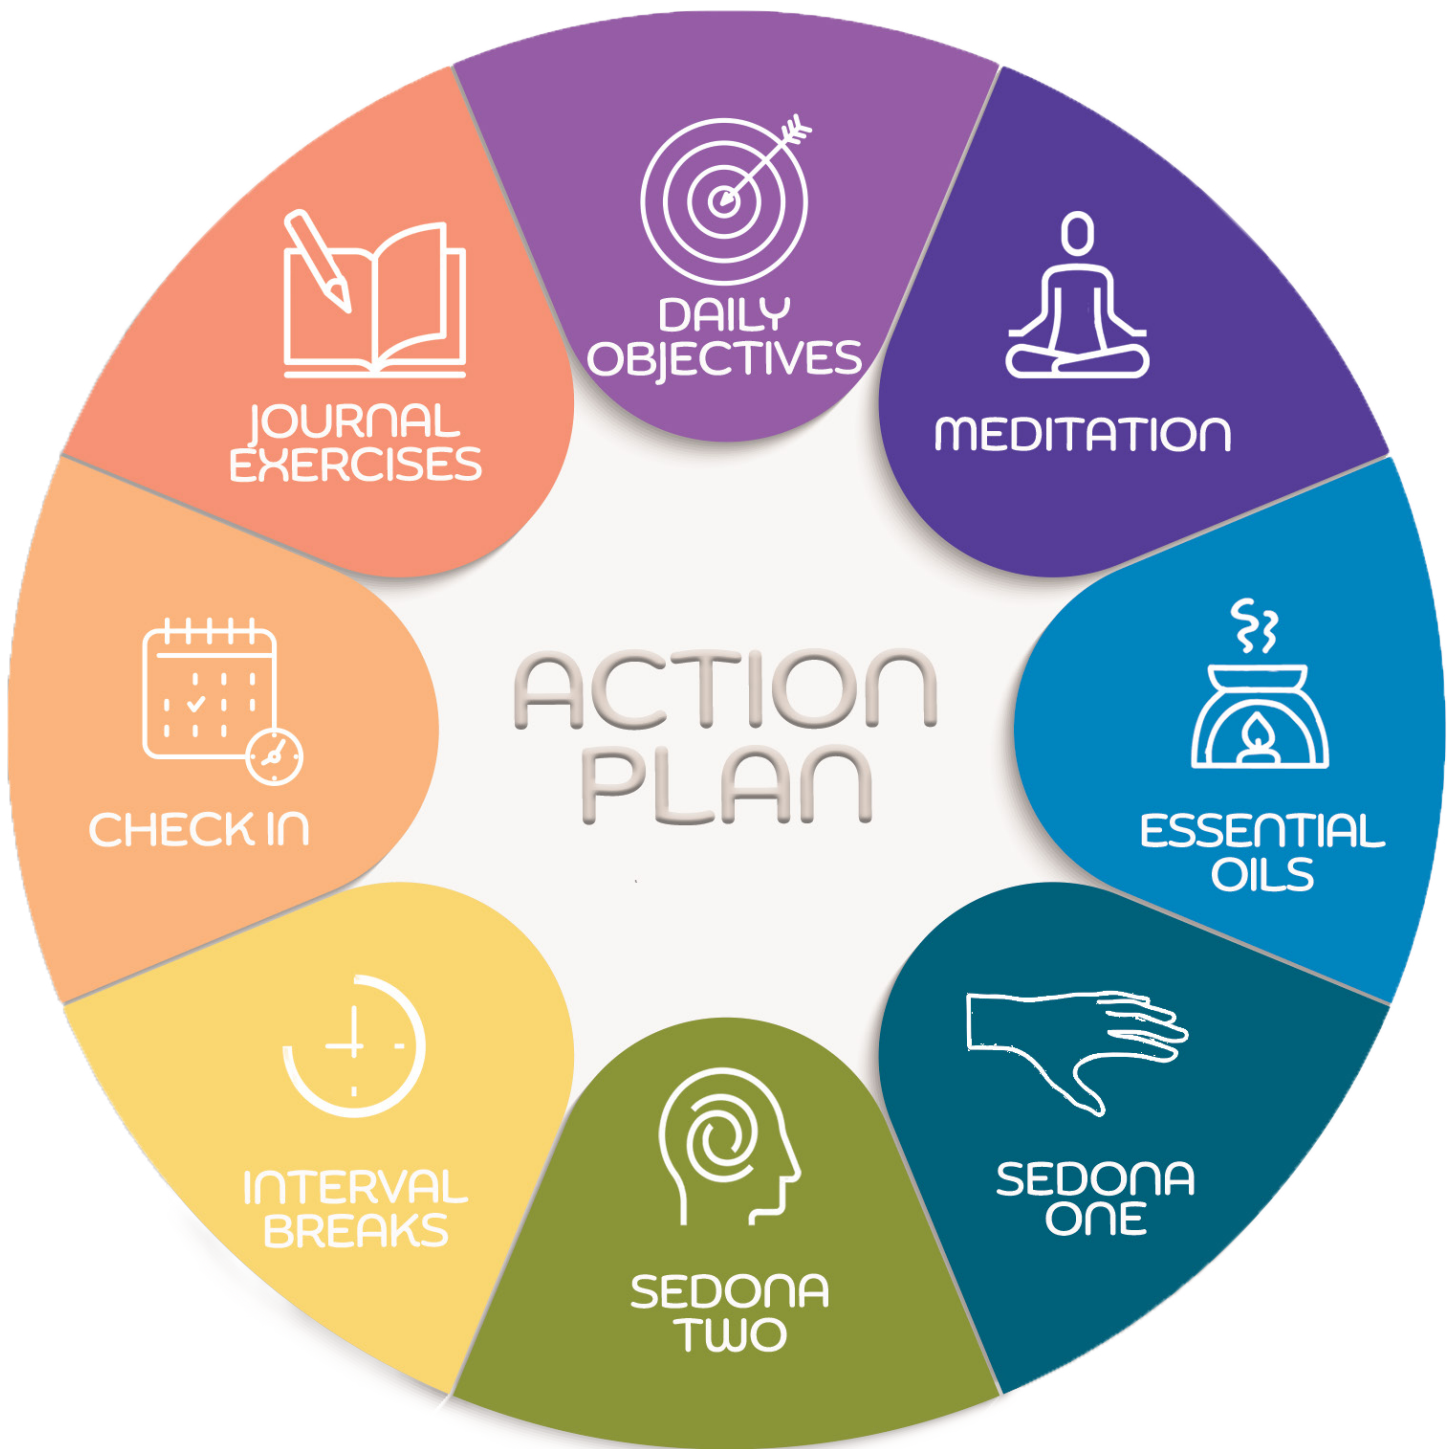 DAILY
OBJECTIVES
MEDITATION
ESSENTIAL
OILS
SEDONA
ONE
SEDONA
TWO
INTERVAL
BREAKS
CHECK IN
JOURNAL
EXERCISES
ACTION
PLAN